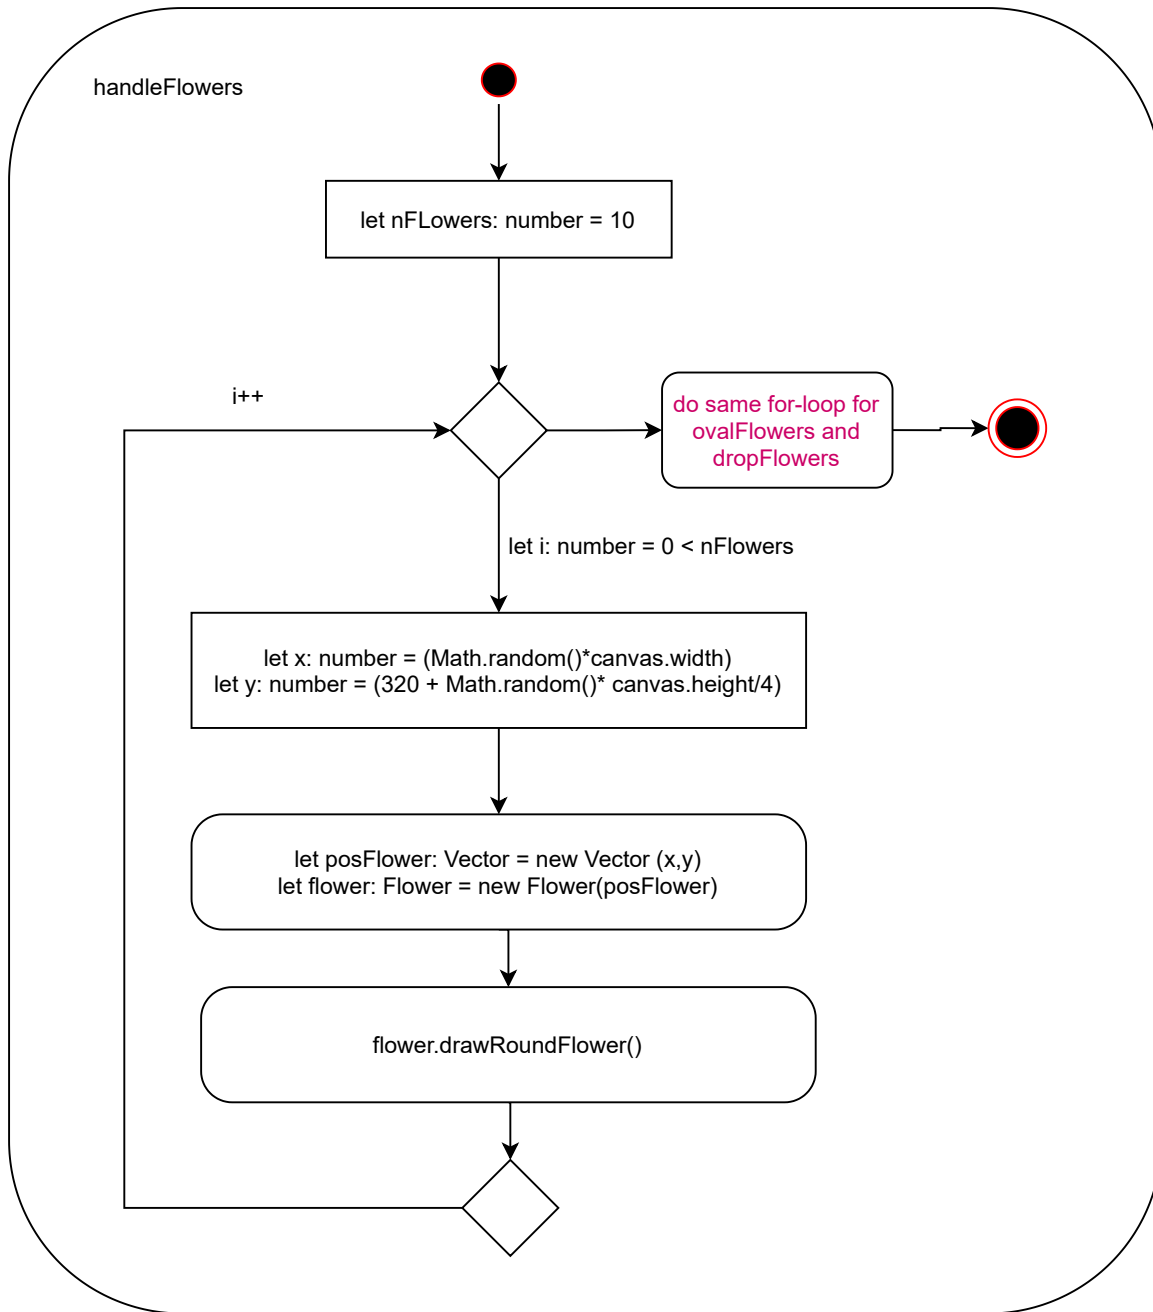 handleFlowers
let nFLowers: number = 10
i++
do same for-loop for
ovalFlowers and
dropFlowers
let i: number = 0 < nFlowers
let x: number = (Math.random()*canvas.width)
let y: number = (320 + Math.random()* canvas.height/4)
let posFlower: Vector = new Vector (x,y)
let flower: Flower = new Flower(posFlower)
flower.drawRoundFlower()